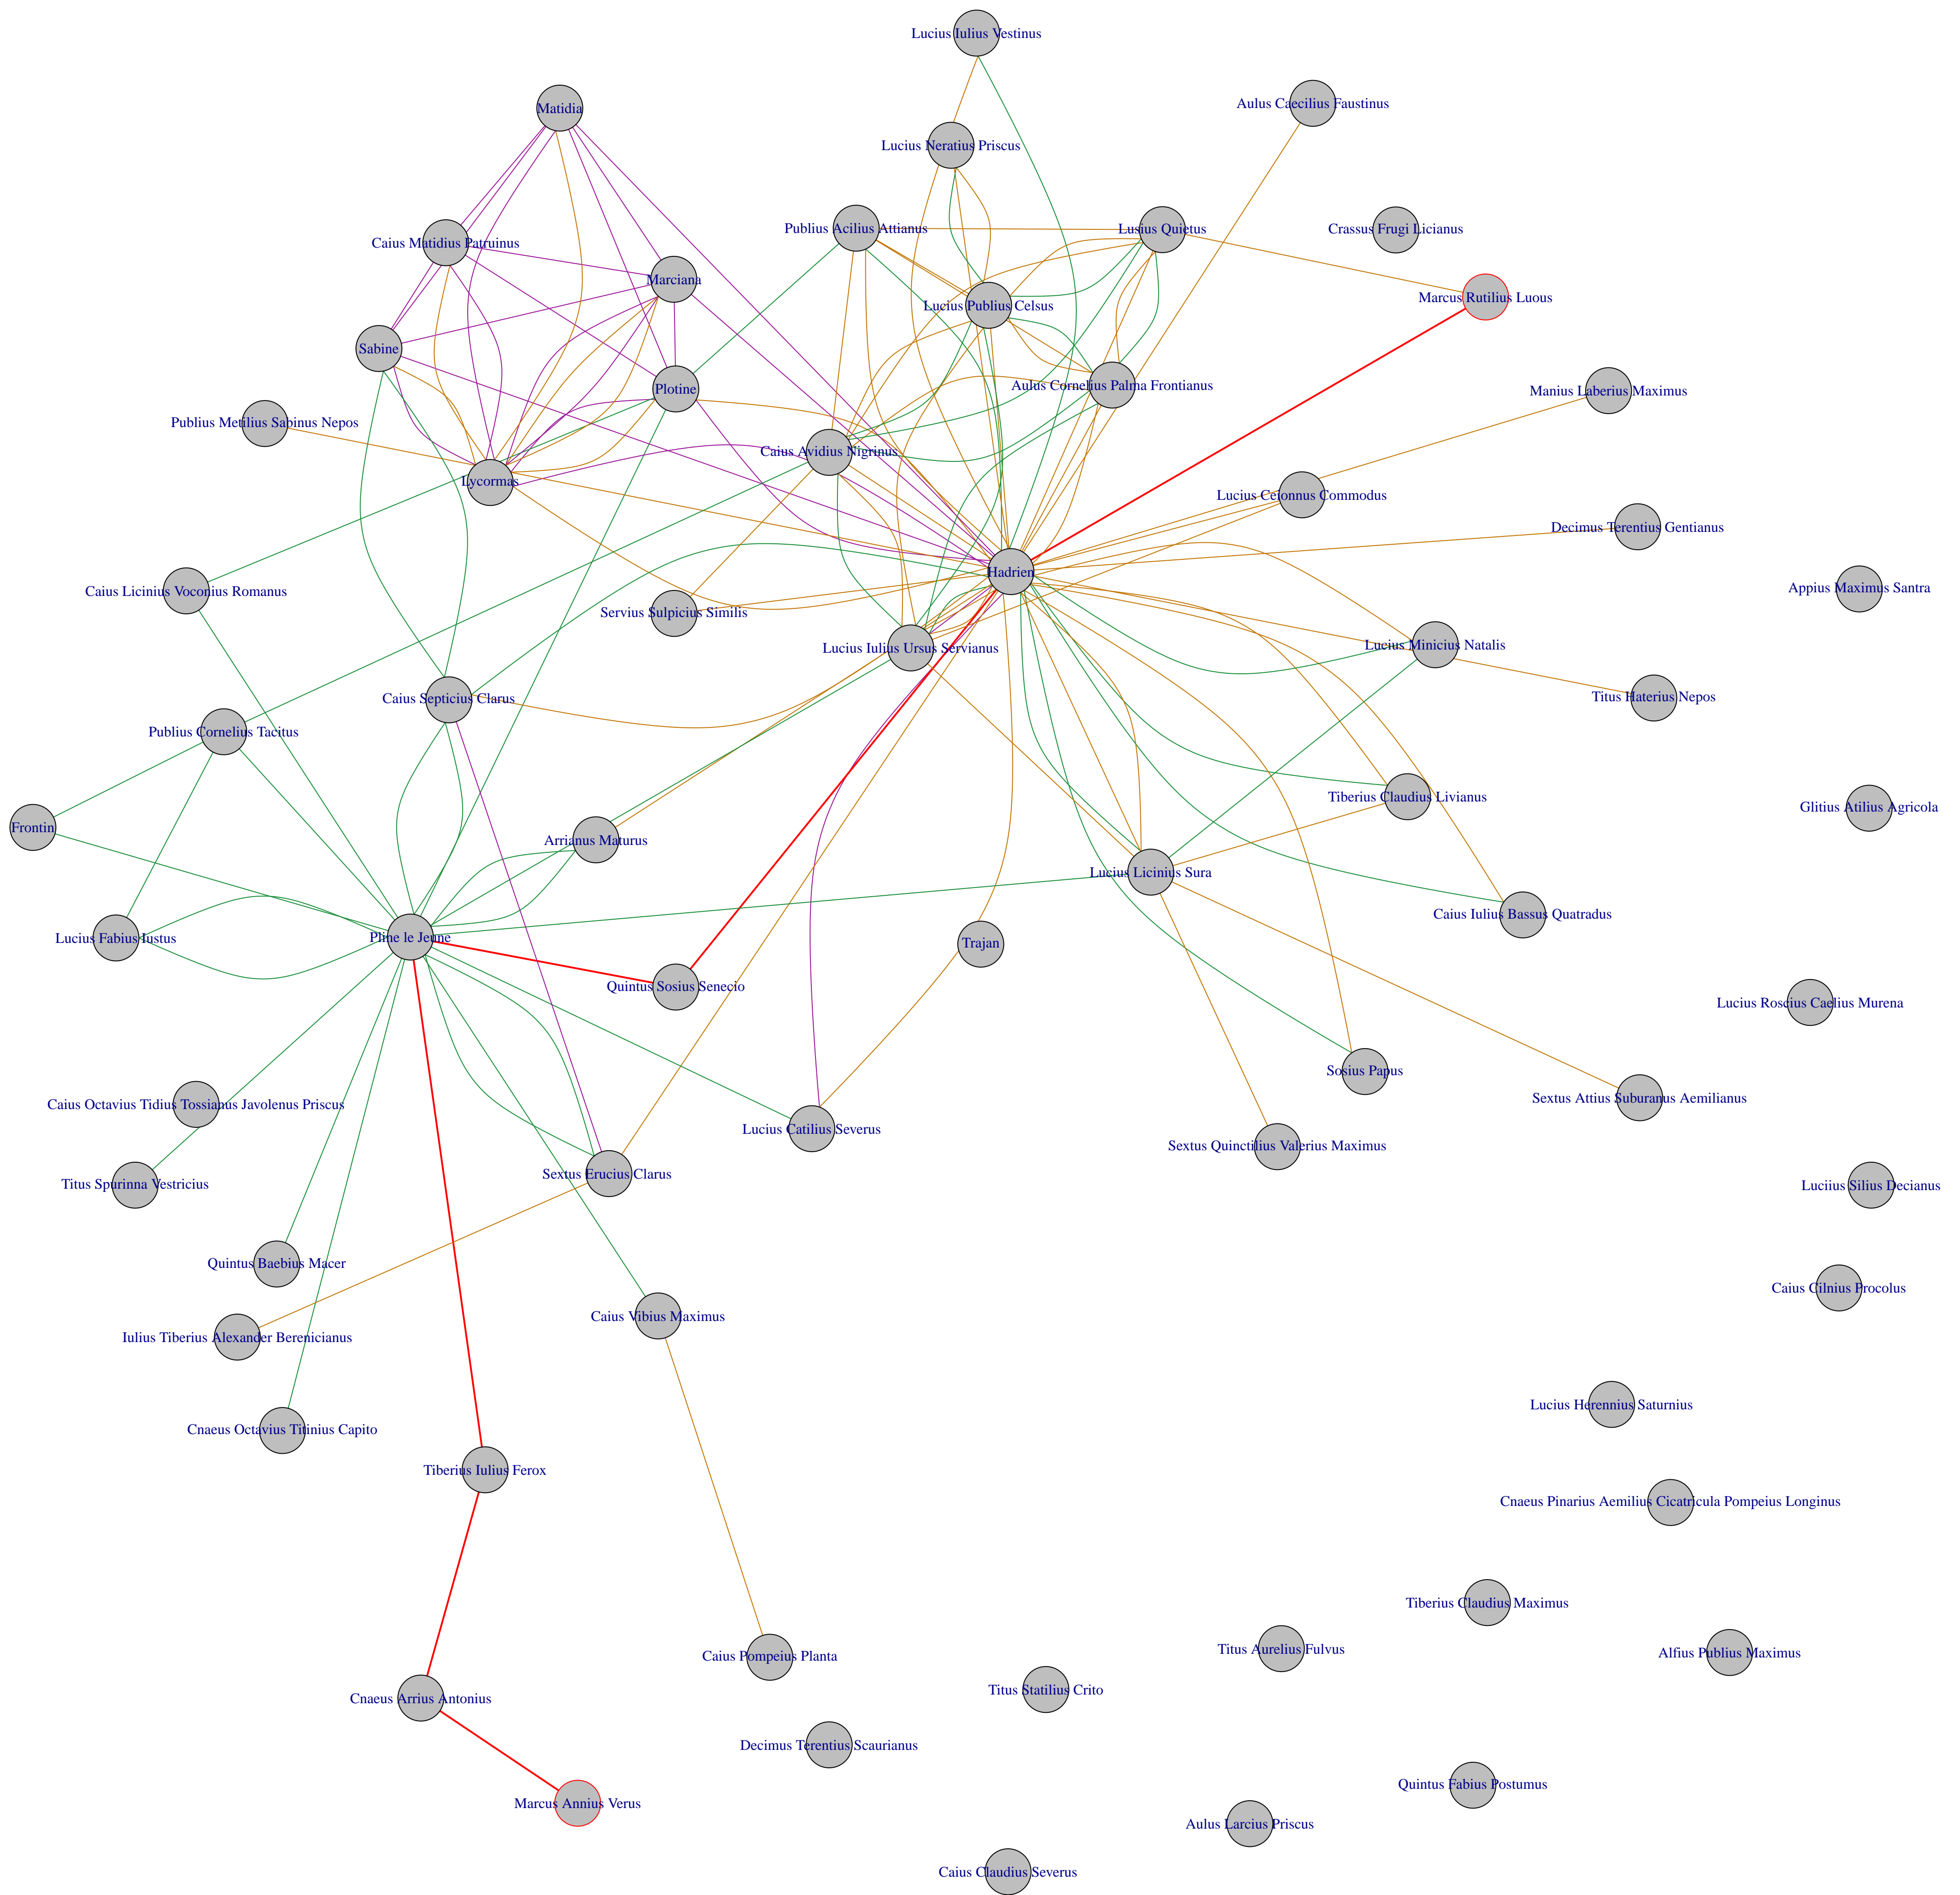 Lucius Iulius Vestinus
Aulus Caecilius Faustinus
Matidia
Lucius Neratius Priscus
Publius Acilius Attianus
Lusius Quietus
Crassus Frugi Licianus
Caius Matidius Patruinus
Marciana
Marcus Rutilius Luous
Lucius Publius Celsus
Sabine
Plotine
Aulus Cornelius Palma Frontianus
Manius Laberius Maximus
Publius Metilius Sabinus Nepos
Caius Avidius Nigrinus
Lycormas
Lucius Ceionnus Commodus
Decimus Terentius Gentianus
Hadrien
Caius Licinius Voconius Romanus
Appius Maximus Santra
Servius Sulpicius Similis
Lucius Iulius Ursus Servianus
Lucius Minicius Natalis
Caius Septicius Clarus
Titus Haterius Nepos
Publius Cornelius Tacitus
Tiberius Claudius Livianus
Glitius Atilius Agricola
Frontin
Arrianus Maturus
Lucius Licinius Sura
Caius Iulius Bassus Quatradus
Lucius Fabius Iustus
Pline le Jeune
Trajan
Quintus Sosius Senecio
Lucius Roscius Caelius Murena
Sosius Papus
Sextus Attius Suburanus Aemilianus
Caius Octavius Tidius Tossianus Javolenus Priscus
Lucius Catilius Severus
Sextus Quinctilius Valerius Maximus
Sextus Erucius Clarus
Titus Spurinna Vestricius
Luciius Silius Decianus
Quintus Baebius Macer
Caius Cilnius Procolus
Caius Vibius Maximus
Iulius Tiberius Alexander Berenicianus
Lucius Herennius Saturnius
Cnaeus Octavius Titinius Capito
Tiberius Iulius Ferox
Cnaeus Pinarius Aemilius Cicatricula Pompeius Longinus
Tiberius Claudius Maximus
Titus Aurelius Fulvus
Alfius Publius Maximus
Caius Pompeius Planta
Titus Statilius Crito
Cnaeus Arrius Antonius
Decimus Terentius Scaurianus
Quintus Fabius Postumus
Marcus Annius Verus
Aulus Larcius Priscus
Caius Claudius Severus